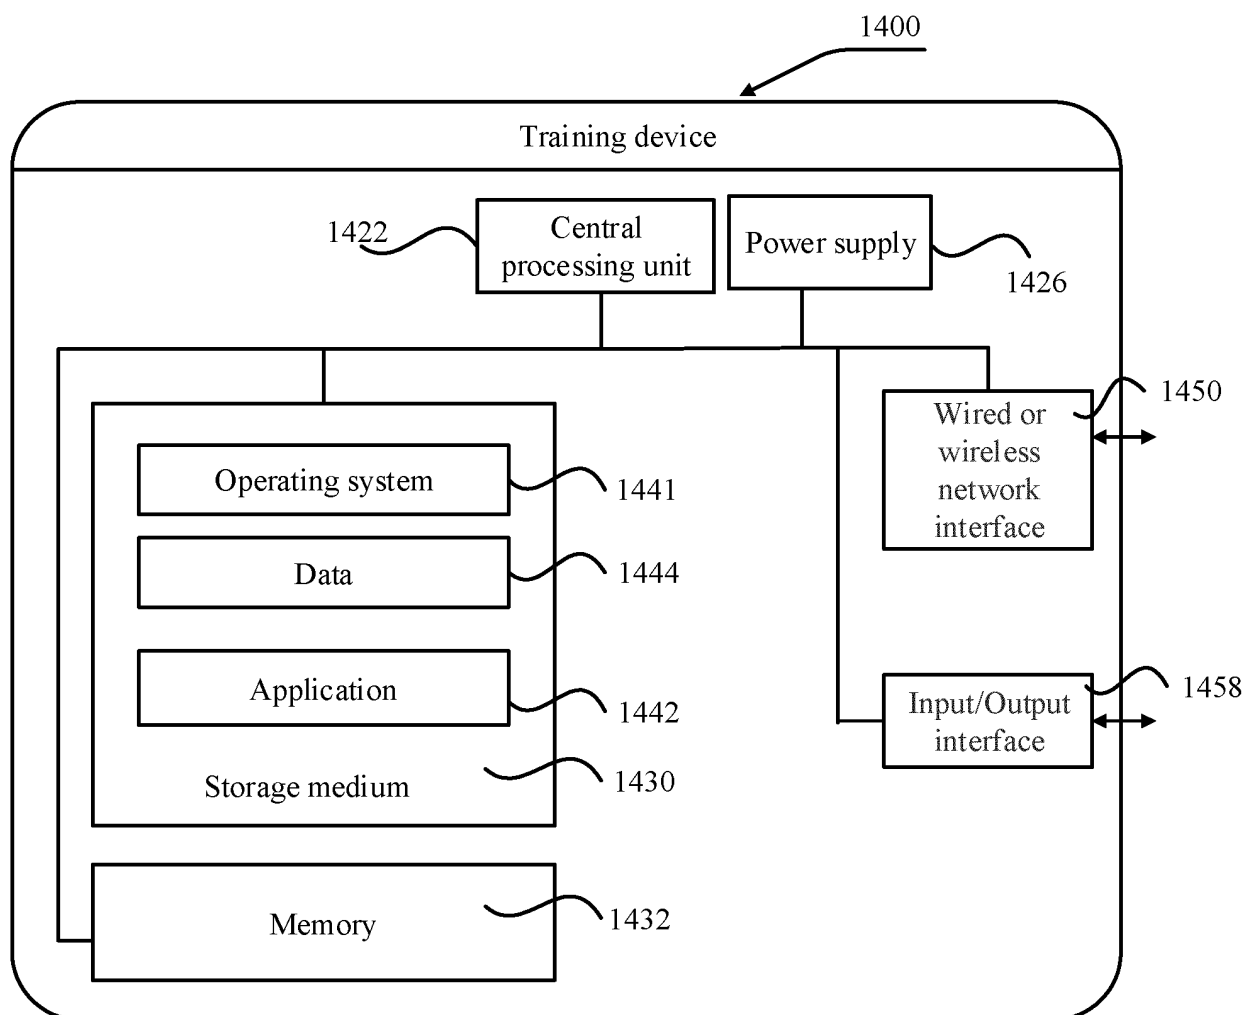 1400
Training device
1422
Central
processing unit
Power supply
1426
1450
Wired or
wireless
network
interface
Operating system
1441
Data
1444
Application
1442
1458
Input/Output
interface
Storage medium
1430
Memory
1432